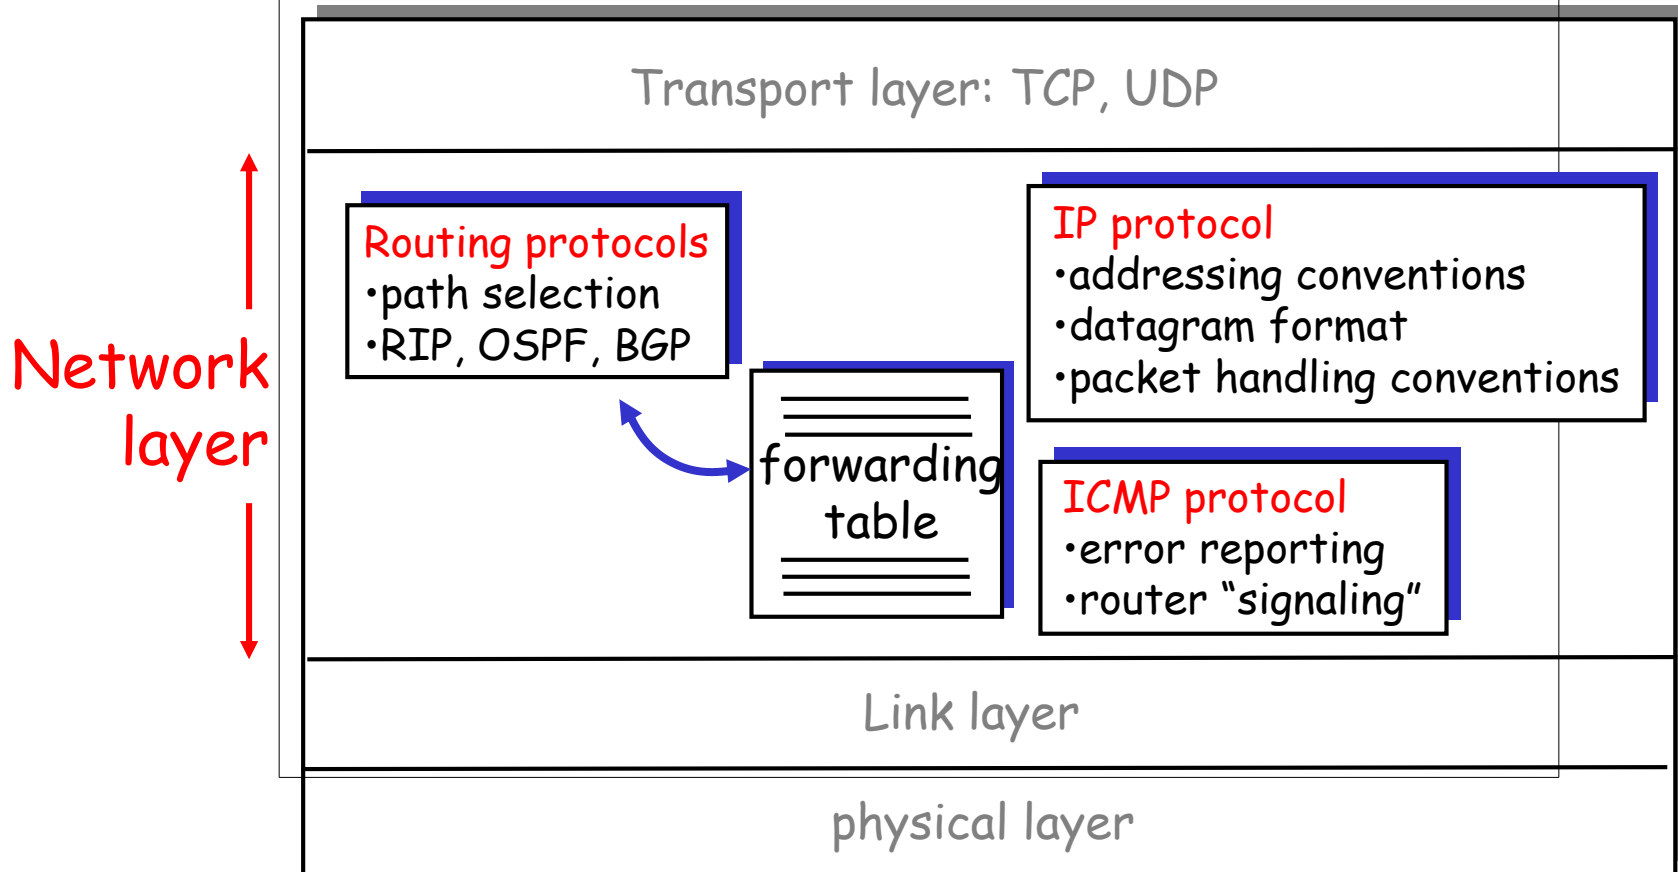 Transport layer: TCP, UDP
Network
layer
Routing protocols
•path selection
•RIP, OSPF, BGP
forwarding
table
IP protocol
•addressing conventions
•datagram format
•packet handling conventions
ICMP protocol
•error reporting
•router “signaling”
Link layer
physical layer